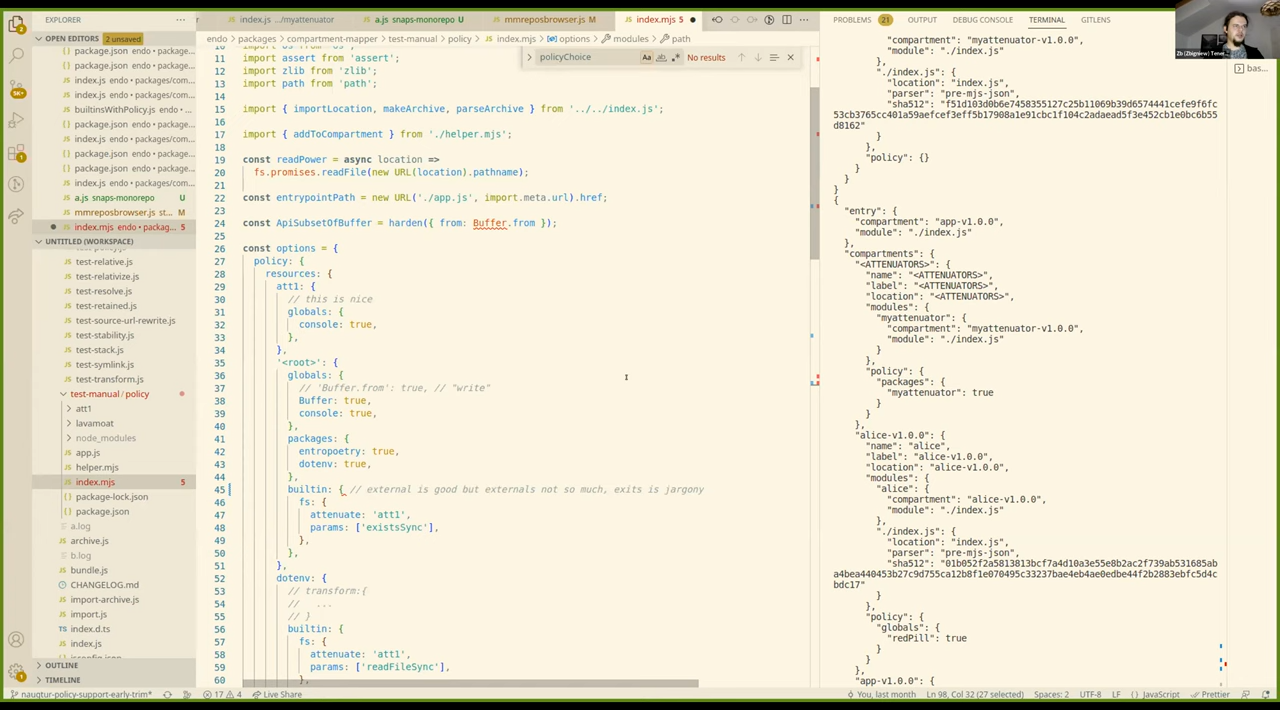 EXPLORER
OPEN EDITORS 2 unsaved
package.json endo • packages/com...
package.json endo • packages/com...
index.js endo • packages/compart...
package.json endo • packages/com...
builtinsWithPolicy.js endo • packa...
package.json endo • packages/com...
index.js endo • packages/compart...
package.json endo • packages/com...
package.json endo • packages/com...
index.js endo • packages/compart...
a.js snaps-monorepo U
mmreposbrowser.js st... M
index.mjs endo • packag... 5
UNTITLED (WORKSPACE)
test-relative.js
test-relativize.js
test-resolve.js
test-retained.js
test-source-url-rewrite.js
test-stability.js
test-stack.js
test-symlink.js
test-transform.js
test-manual / policy
att1
lavamoat
node_modules
app.js
helper.mjs
index.mjs 5
package-lock.json
package.json
a.log
archive.js
b.log
bundle.js
CHANGELOG.md
import-archive.js
import.js
index.d.ts
index.js
jsconfig.json
OUTLINE
TIMELINE
index.js .../myattenuator
a.js snaps-monorepo U
mmreposbrowser.js M
index.mjs 5
endo > packages > compartment-mapper > test-manual > policy > index.mjs > options > modules > path
policyChoice
Aa
ab
No results
11 import assert from 'assert';
12 import zlib from 'zlib';
13 import path from 'path';
14
15 import { importLocation, makeArchive, parseArchive } from '../../index.js';
16
17 import { addToCompartment } from './helper.mjs';
18
19 const readPower = async location =>
20 fs.promises.readFile(new URL(location).pathname);
21
22 const entrypointPath = new URL('./app.js', import.meta.url).href;
23
24 const ApiSubsetOfBuffer = harden({ from: Buffer.from });
25
26 const options = {
27 policy: {
28 resources: {
29 att1: {
30 // this is nice
31 globals: {
32 console: true,
33 },
34 },
35 '<root>': {
36 globals: {
37 // 'Buffer.from': true, // "write"
38 Buffer: true,
39 console: true,
40 },
41 packages: {
42 entropoetry: true,
43 dotenv: true,
44 },
45 builtin: { // external is good but externals not so much, exits is jargony
46 fs: {
47 attenuate: 'att1',
48 params: ['existsSync'],
49 },
50 },
51 },
52 dotenv: {
53 // transform:{
54 // ...
55 // }
56 builtin: {
57 fs: {
58 attenuate: 'att1',
59 params: ['readFileSync'],
60 },
PROBLEMS 21 OUTPUT DEBUG CONSOLE TERMINAL GITLENS
"compartment": "myattenuator-v1.0.0",
"module": "./index.js"
},
"./index.js": {
"location": "index.js",
"parser": "pre-mjs-json",
"sha512": "f51d103d0b6e7458355127c25b11069b39d6574441cefe9f6fc
53cb3765cc401a59aefcef3eff5b17908a1e91cbc1f104c2adaead5f3e452cb1e0bc6b55
d8162"
}
},
"policy": {}
}
}
}
{
"entry": {
"compartment": "app-v1.0.0",
"module": "./index.js"
},
"compartments": {
"<ATTENUATORS>": {
"name": "<ATTENUATORS>",
"label": "<ATTENUATORS>",
"location": "<ATTENUATORS>",
"modules": {
"myattenuator": {
"compartment": "myattenuator-v1.0.0",
"module": "./index.js"
}
},
"policy": {
"packages": {
"myattenuator": true
}
}
},
"alice-v1.0.0": {
"name": "alice",
"label": "alice-v1.0.0",
"location": "alice-v1.0.0",
"modules": {
"alice": {
"compartment": "alice-v1.0.0",
"module": "./index.js"
},
"./index.js": {
"location": "index.js",
"parser": "pre-mjs-json",
"sha512": "01b052f2a5813813bcf7a4d10a3e55e8b2ac2f739ab531685ab
a4bea440453b27c9d755ca12b8f1e070495c33237bae4eb4ae0edbe44f2b2883ebfc5d4c
bdc17"
}
},
"policy": {
"globals": {
"redPill": true
}
}
},
"app-v1.0.0": {
bas...
naugtur-policy-support-early-trim* 17 4 Live Share
You, last month Ln 98, Col 32 (27 selected) Spaces: 2 UTF-8 LF {} JavaScript Prettier